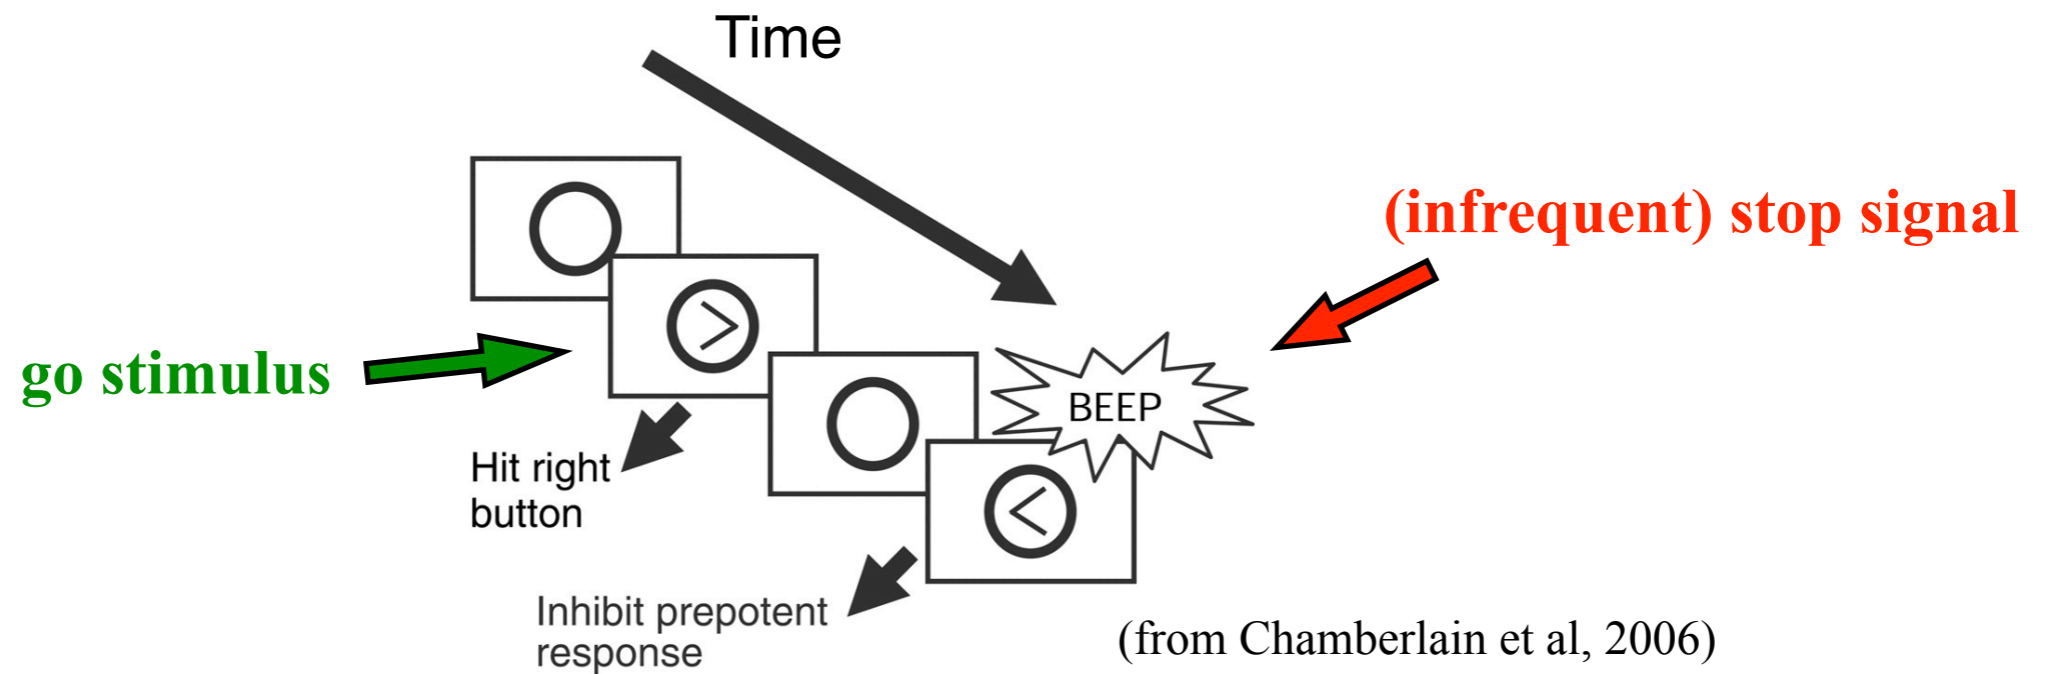 Time
(infrequent) stop signal
go stimulus
BEEP
Hit right
button
Inhibit prepotent
response
(from Chamberlain et al, 2006)